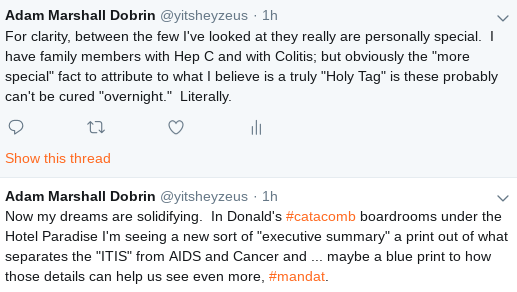 Adam Marshall Dobrin @yitsheyzeus · 1h
For clarity, between the few I've looked at they really are personally special.  I
have family members with Hep C and with Colitis; but obviously the "more
special" fact to attribute to what I believe is a truly "Holy Tag" is these probably
can't be cured "overnight."  Literally.
Show this thread
Adam Marshall Dobrin @yitsheyzeus · 1h
Now my dreams are solidifying.  In Donald's #catacomb boardrooms under the
Hotel Paradise I'm seeing a new sort of "executive summary" a print out of what
separates the "ITIS" from AIDS and Cancer and ... maybe a blue print to how
those details can help us see even more, #mandat.